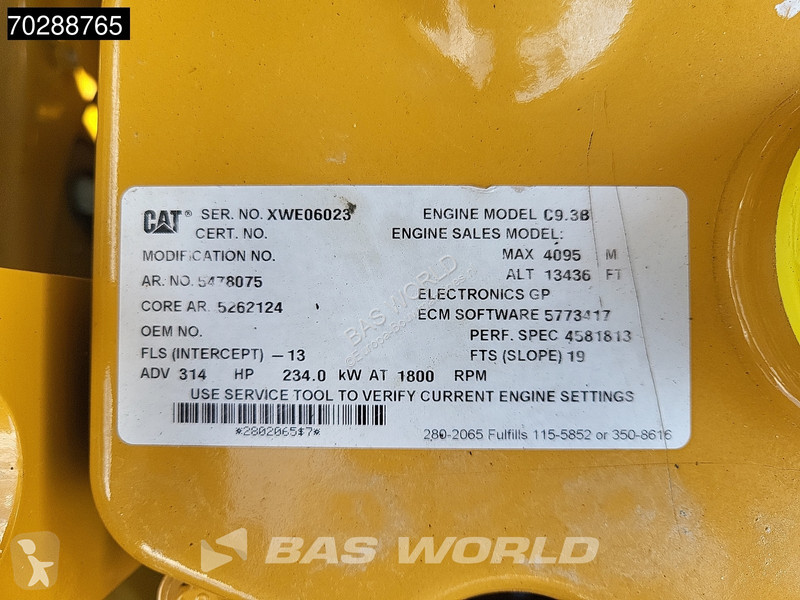 70288765
CAT® SER. NO. XWE06023 ENGINE MODEL C9.3B
CERT. NO. ENGINE SALES MODEL:
MODIFICATION NO. MAX 4095 M
AR. NO. 5478075 ALT 13436 FT
CORE AR. 5262124 ELECTRONICS GP
ECM SOFTWARE 5773417
OEM NO. PERF. SPEC 4581813
FLS (INTERCEPT) -13 FTS (SLOPE) 19
ADV 314 HP 234.0 kW AT 1800 RPM
USE SERVICE TOOL TO VERIFY CURRENT ENGINE SETTINGS
*2802065$7* 280-2065 Fulfills 115-5852 or 350-8616
BAS WORLD
BAS WORLD